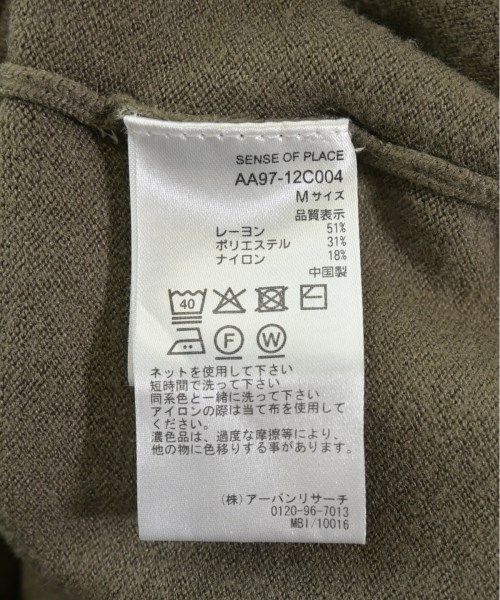 SENSE OF PLACE
AA97-12C004
Mサイズ
品質表示
レーヨン 51%
ポリエステル 31%
ナイロン 18%
中国製
40
F W
ネットを使用して下さい
短時間で洗って下さい
同系色と一緒に洗って下さい
アイロンの際は当て布を使用して
ください。
濃色品は、過度な摩擦等により、
他の物に色移りする事があります。
(株)アーバンリサーチ
0120-96-7013
MBI/10016